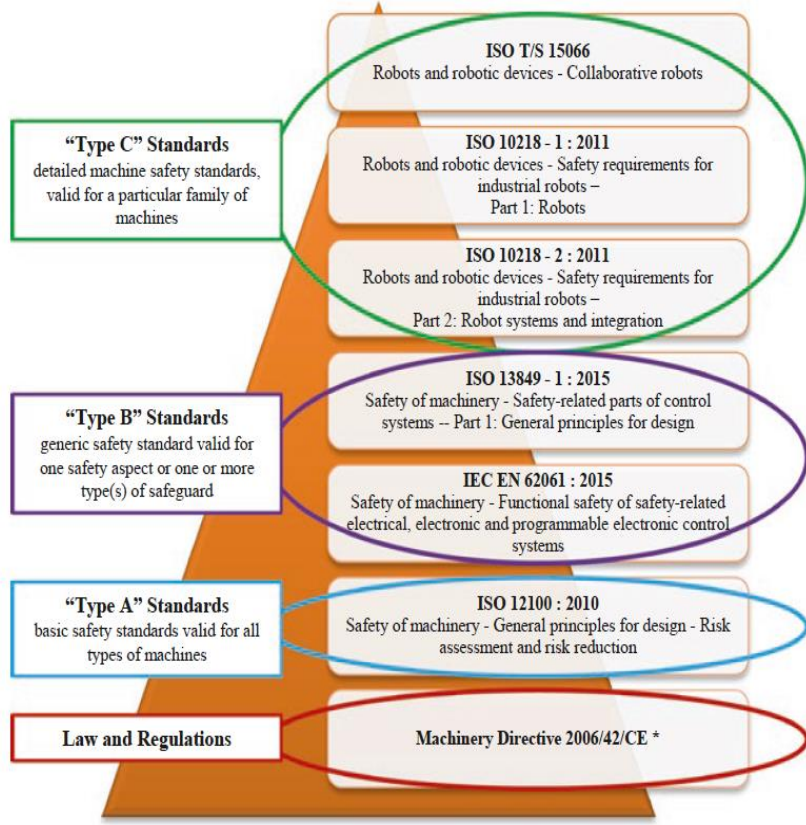 ISO T/S 15066
Robots and robotic devices - Collaborative robots
“Type C” Standards
detailed machine safety standards,
valid for a particular family of
machines
ISO 10218 - 1 : 2011
Robots and robotic devices - Safety requirements for
industrial robots –
Part 1: Robots
ISO 10218 - 2 : 2011
Robots and robotic devices - Safety requirements for
industrial robots –
Part 2: Robot systems and integration
“Type B” Standards
generic safety standard valid for
one safety aspect or one or more
type(s) of safeguard
ISO 13849 - 1 : 2015
Safety of machinery - Safety-related parts of control
systems -- Part 1: General principles for design
IEC EN 62061 : 2015
Safety of machinery - Functional safety of safety-related
electrical, electronic and programmable electronic control
systems
“Type A” Standards
basic safety standards valid for all
types of machines
ISO 12100 : 2010
Safety of machinery - General principles for design - Risk
assessment and risk reduction
Law and Regulations
Machinery Directive 2006/42/CE *